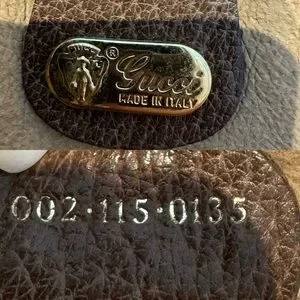 GUCCI
®
Gucci
MADE IN ITALY
002·115·0135